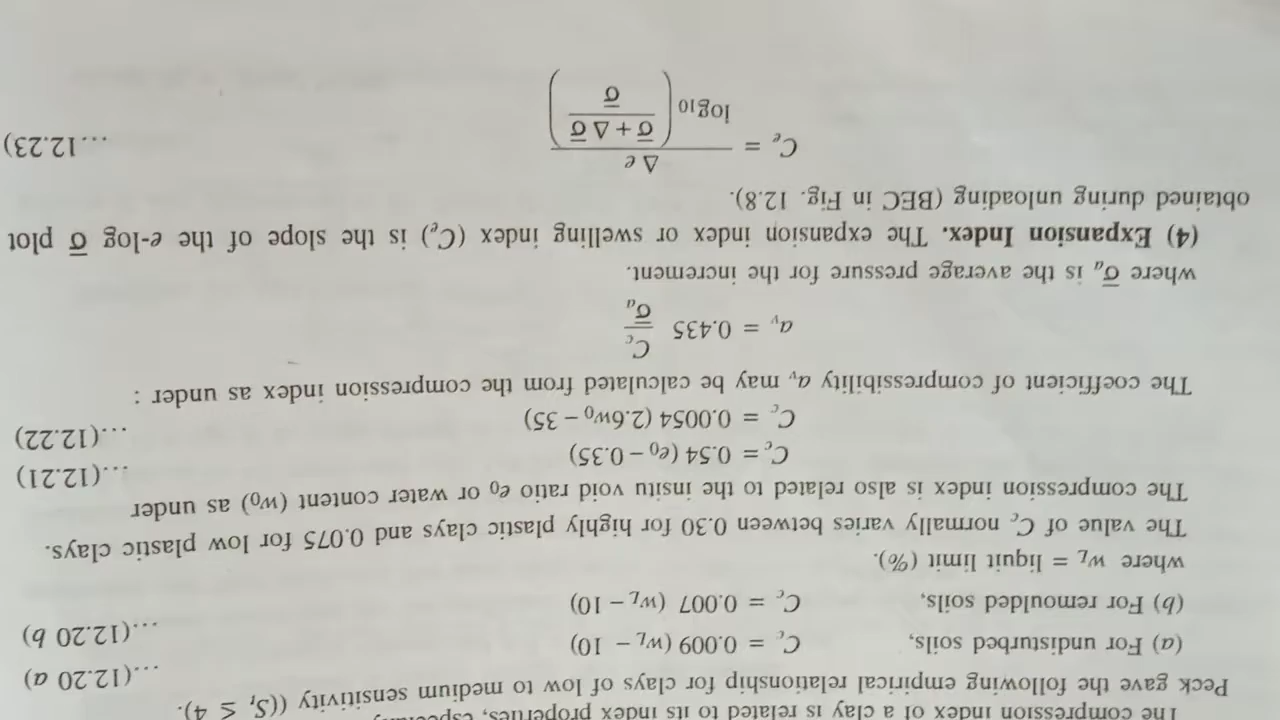 The compression index of a clay is related to its index properties,
Peck gave the following empirical relationship for clays of low to medium sensitivity ((Sₜ ≤ 4).
(a) For undisturbed soils, C_c = 0.009 (w_L − 10) ...(12.20 a)
(b) For remoulded soils, C_c = 0.007 (w_L − 10) ...(12.20 b)
where w_L = liquit limit (%).
The value of C_c normally varies between 0.30 for highly plastic clays and 0.075 for low plastic clays.
The compression index is also related to the insitu void ratio e₀ or water content (w₀) as under
C_c = 0.54 (e₀ − 0.35) ...(12.21)
C_c = 0.0054 (2.6w₀ − 35) ...(12.22)
The coefficient of compressibility a_v may be calculated from the compression index as under :
a_v = 0.435 C_c / σ̅_a
where σ̅_a is the average pressure for the increment.
(4) Expansion Index. The expansion index or swelling index (C_e) is the slope of the e-log σ̅ plot
obtained during unloading (BEC in Fig. 12.8).
C_e = Δ e / log₁₀ ( (σ̅ + Δ σ̅) / σ̅ ) ...12.23)